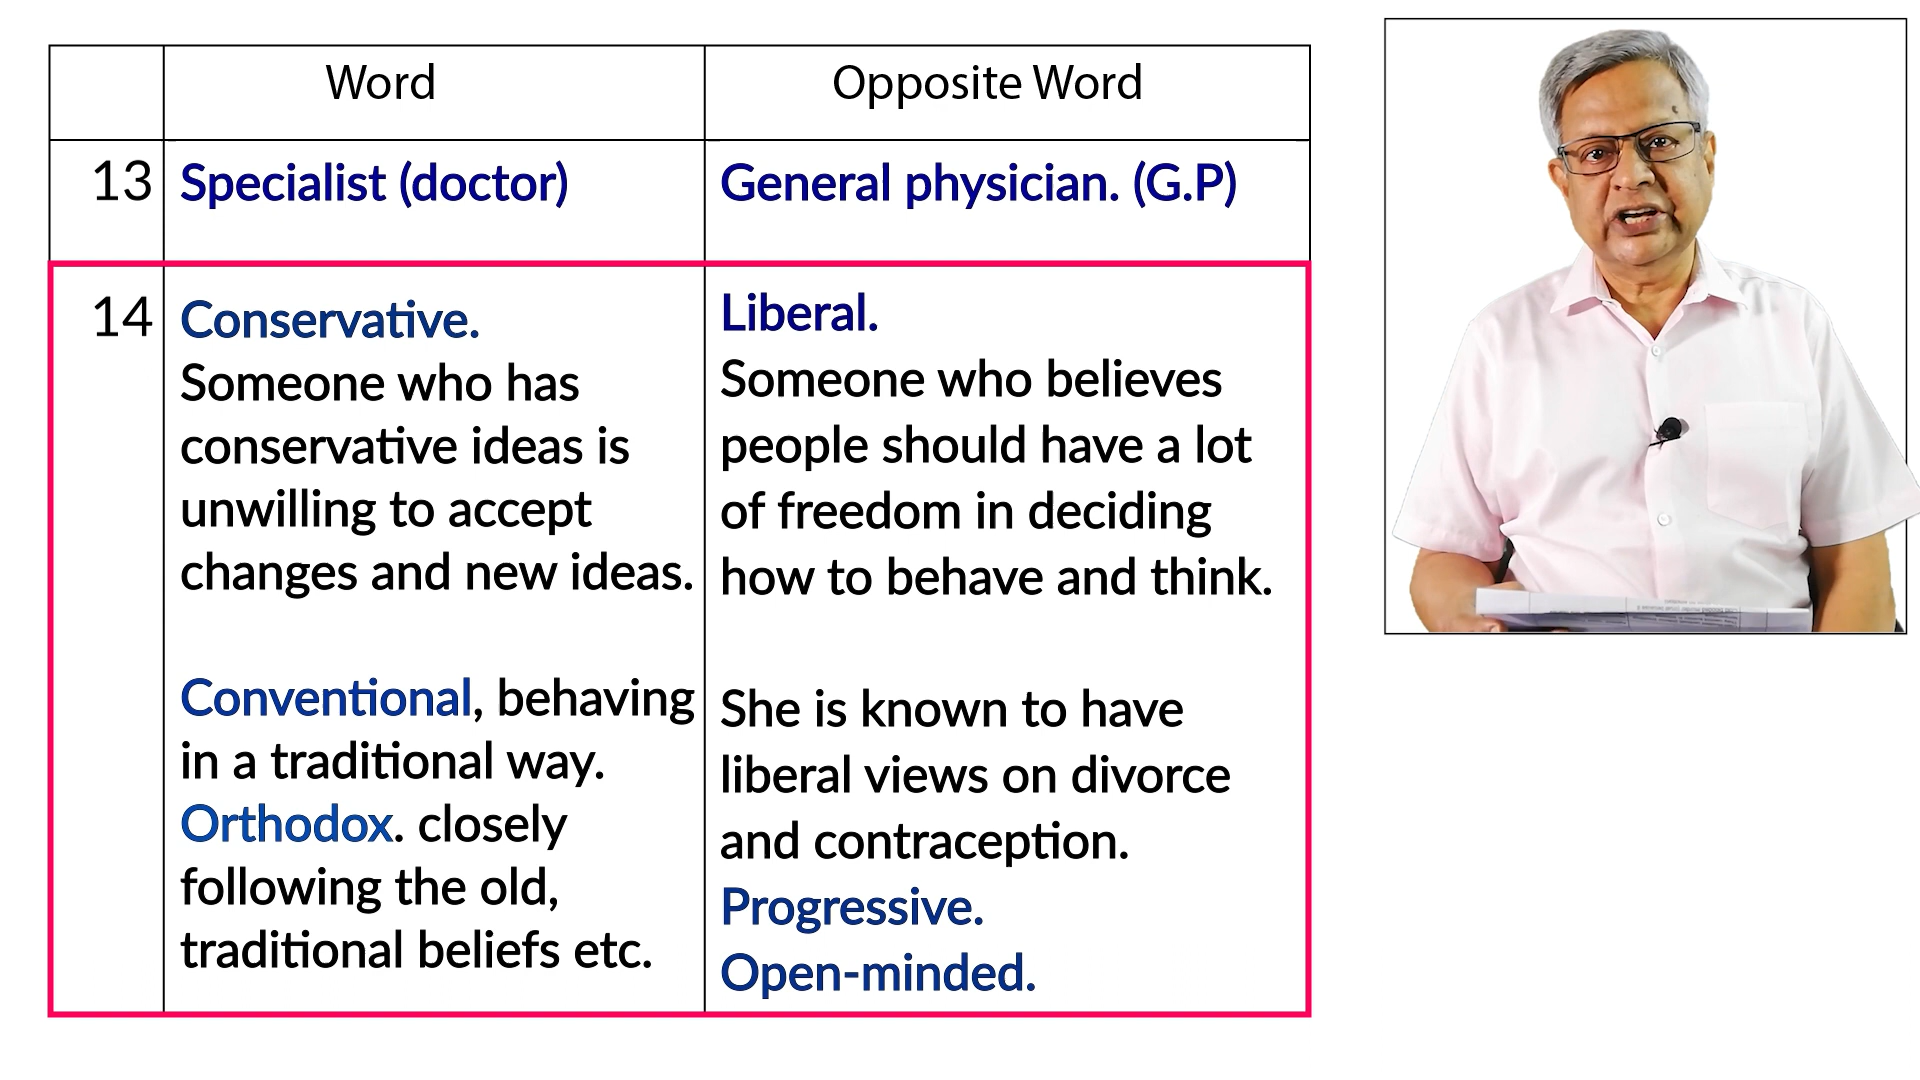 Word
Opposite Word
13
Specialist (doctor)
General physician. (G.P)
14
Conservative.
Someone who has
conservative ideas is
unwilling to accept
changes and new ideas.
Conventional, behaving
in a traditional way.
Orthodox. closely
following the old,
traditional beliefs etc.
Liberal.
Someone who believes
people should have a lot
of freedom in deciding
how to behave and think.
She is known to have
liberal views on divorce
and contraception.
Progressive.
Open-minded.